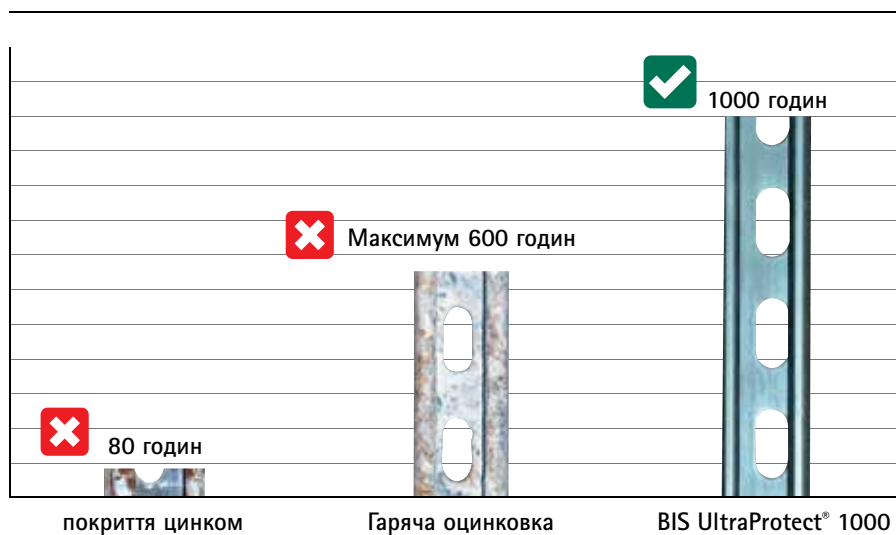 1000 годин
Максимум 600 годин
80 годин
покриття цинком
Гаряча оцинковка
BIS UltraProtect® 1000